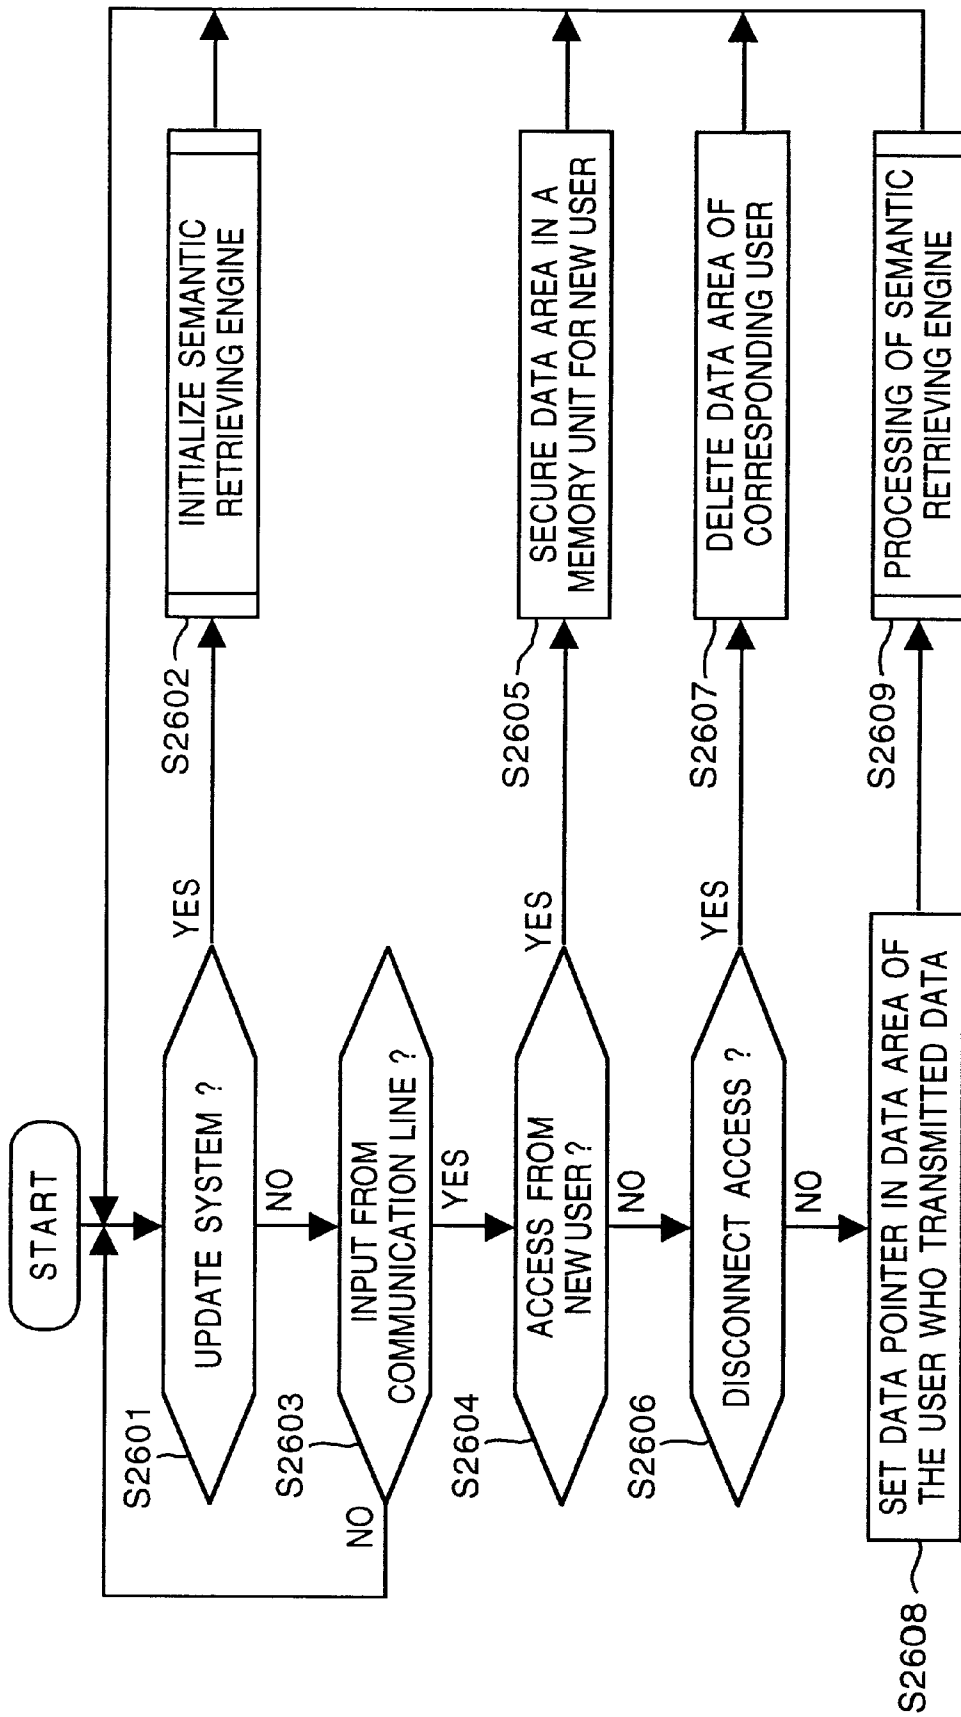 START
UPDATE SYSTEM ?
S2601
YES
NO
S2602
INITIALIZE SEMANTIC
RETRIEVING ENGINE
INPUT FROM
COMMUNICATION LINE ?
S2603
NO
YES
ACCESS FROM
NEW USER?
S2604
YES
NO
S2605
SECURE DATA AREA IN A
MEMORY UNIT FOR NEW USER
DISCONNECT ACCESS ?
S2606
YES
NO
S2607
DELETE DATA AREA OF
CORRESPONDING USER
SET DATA POINTER IN DATA AREA OF
THE USER WHO TRANSMITTED DATA
S2608
S2609
PROCESSING OF SEMANTIC
RETRIEVING ENGINE